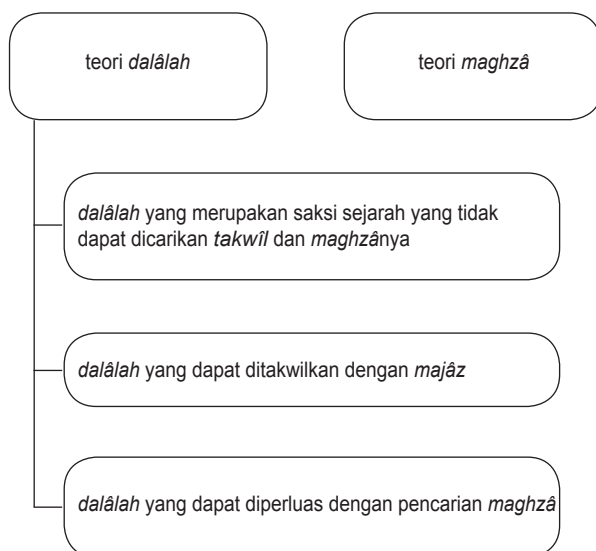 teori dalâlah
teori maghzâ
dalâlah yang merupakan saksi sejarah yang tidak
dapat dicarikan takwîl dan maghzânya
dalâlah yang dapat ditakwilkan dengan majâz
dalâlah yang dapat diperluas dengan pencarian maghzâ